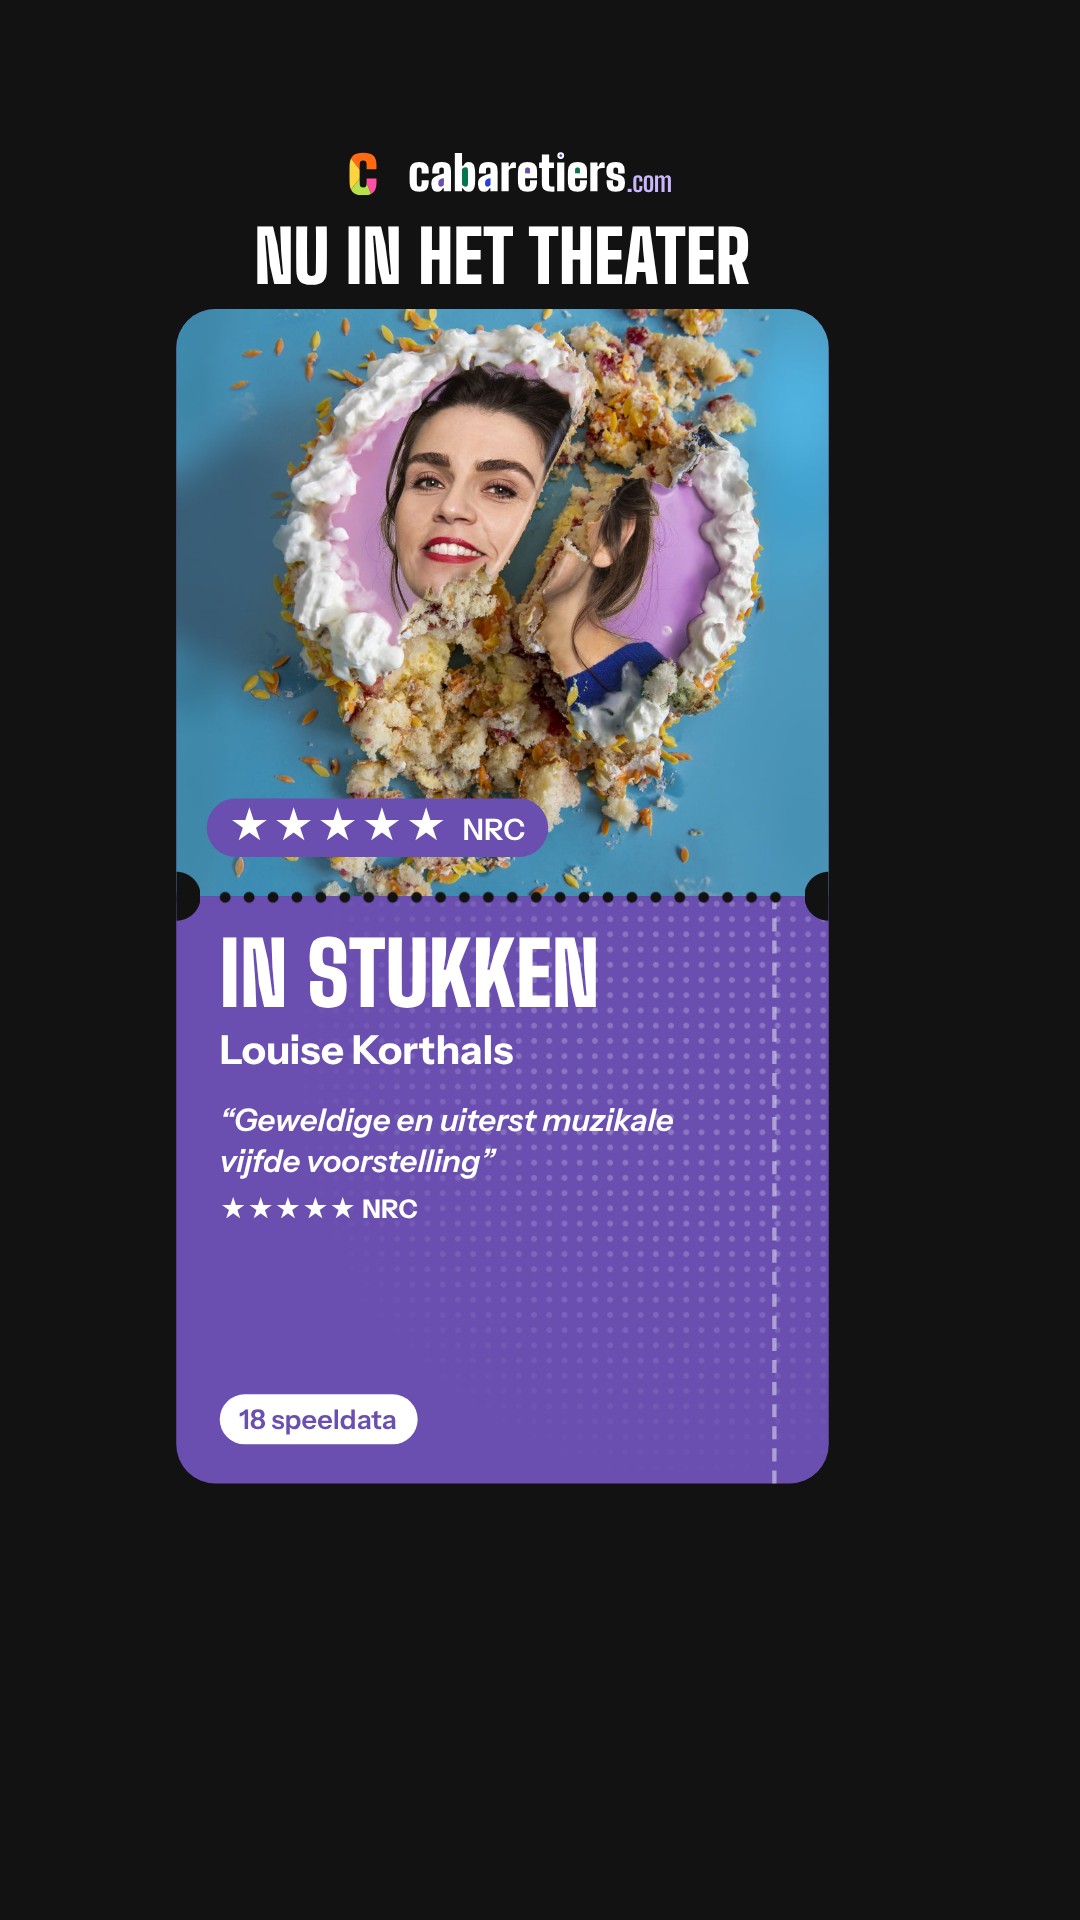 cabaretiers.com
NU IN HET THEATER
★★★★★ NRC
IN STUKKEN
Louise Korthals
“Geweldige en uiterst muzikale
vijfde voorstelling”
★★★★★ NRC
18 speeldata